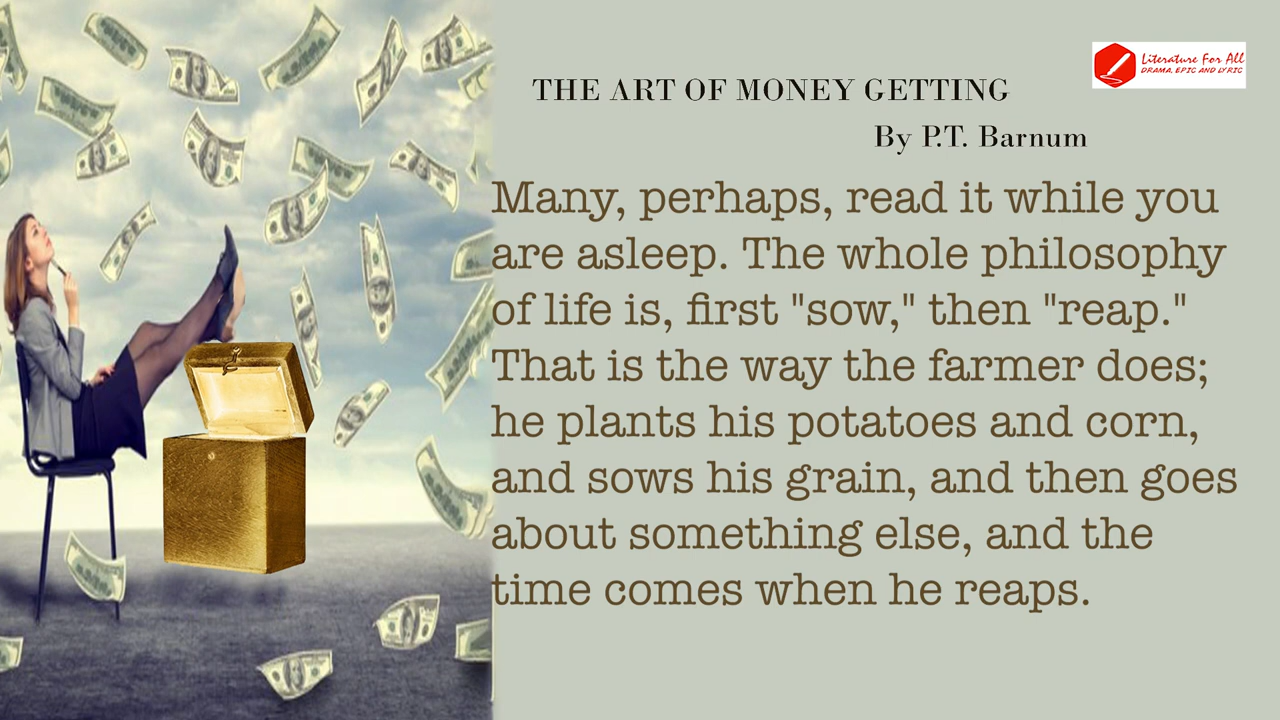 THE ART OF MONEY GETTING
By P.T. Barnum
Literature For All
DRAMA, EPIC AND LYRIC
Many, perhaps, read it while you
are asleep. The whole philosophy
of life is, first "sow," then "reap."
That is the way the farmer does;
he plants his potatoes and corn,
and sows his grain, and then goes
about something else, and the
time comes when he reaps.